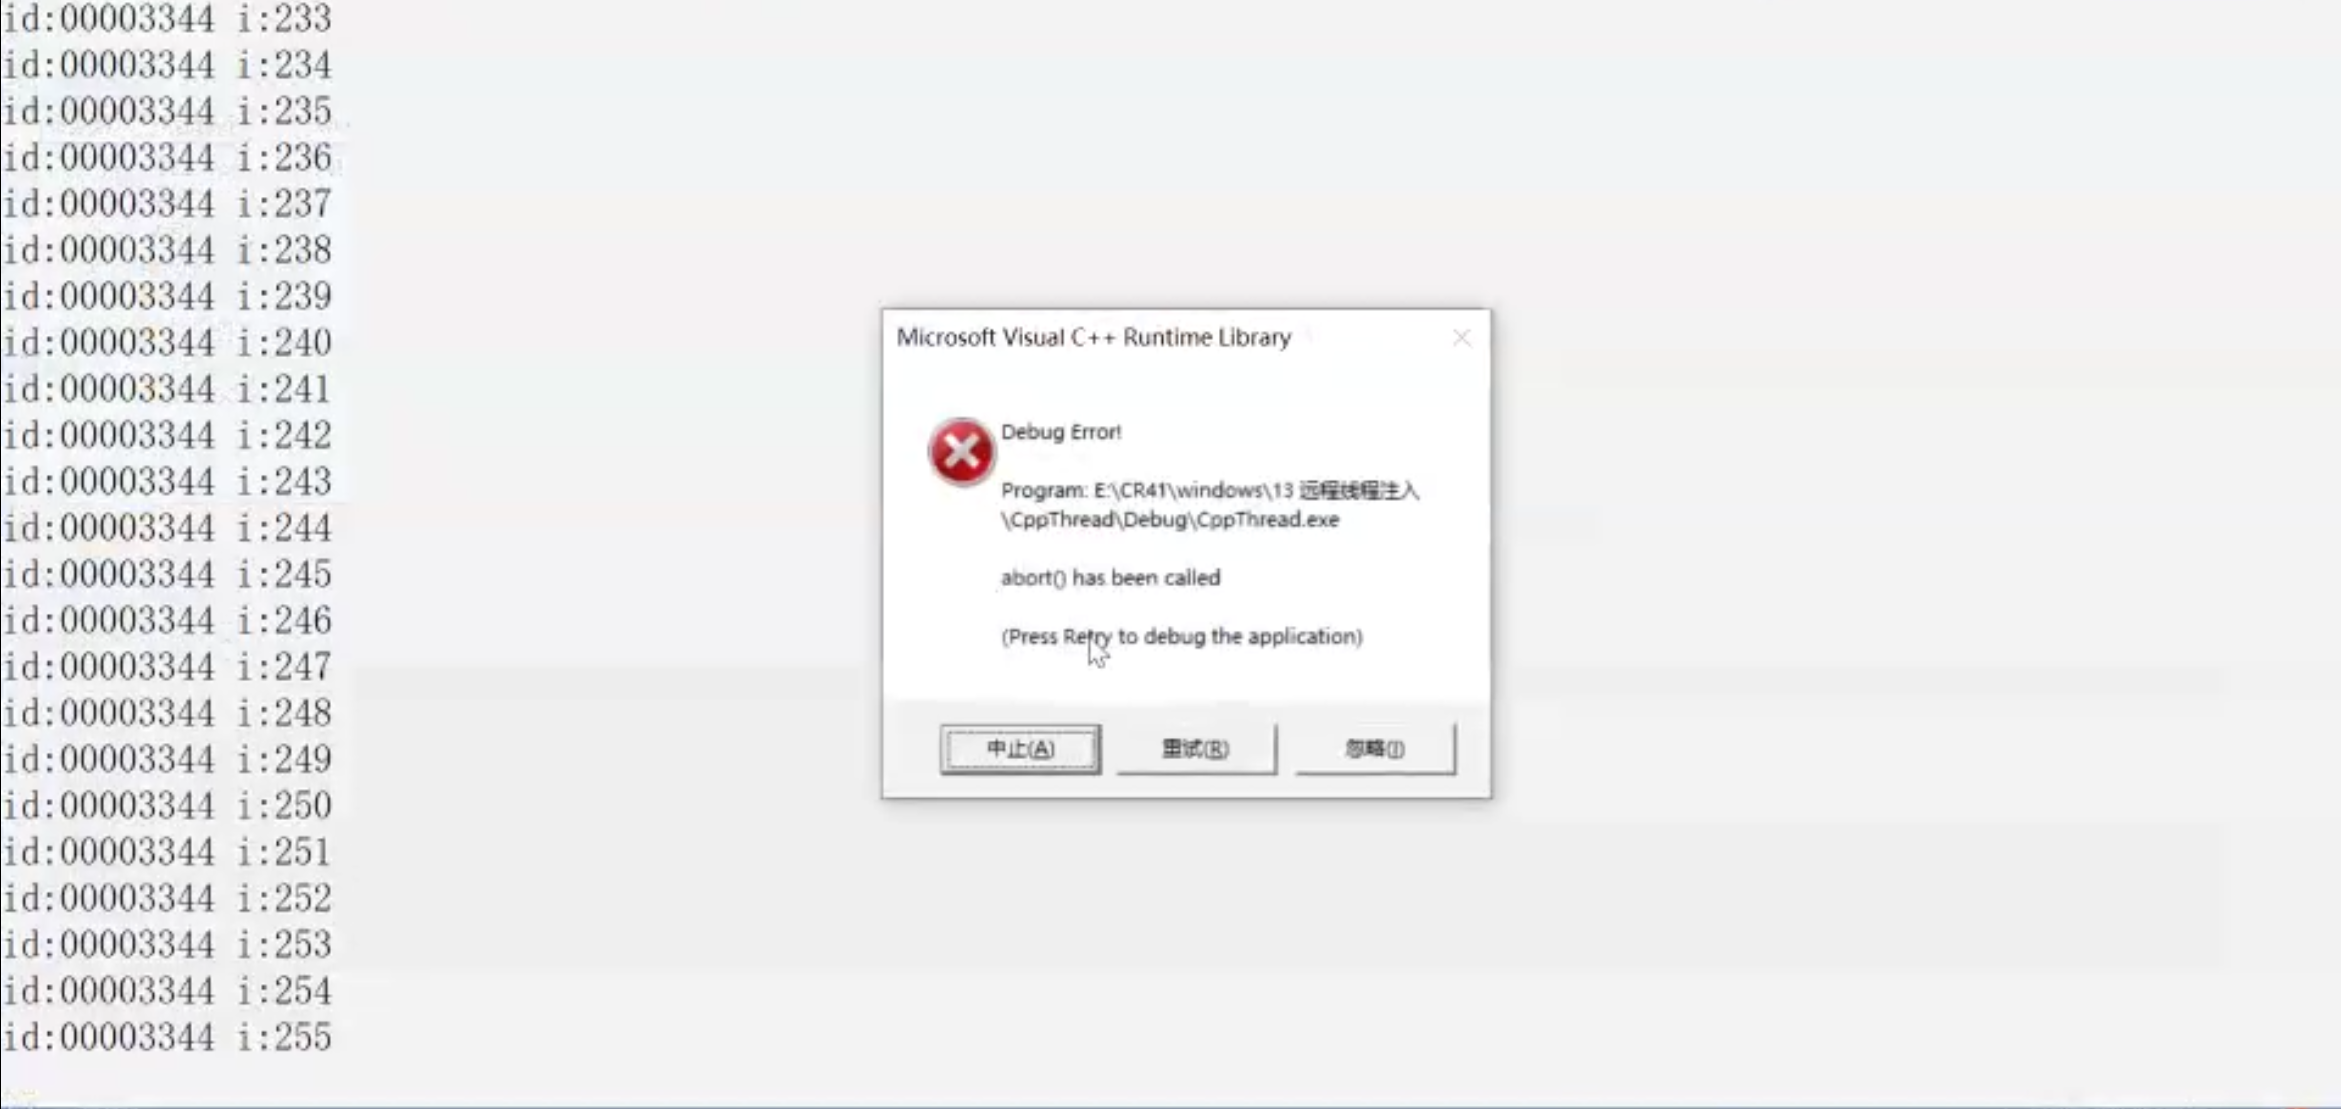 id:00003344 i:233
id:00003344 i:234
id:00003344 i:235
id:00003344 i:236
id:00003344 i:237
id:00003344 i:238
id:00003344 i:239
id:00003344 i:240
id:00003344 i:241
id:00003344 i:242
id:00003344 i:243
id:00003344 i:244
id:00003344 i:245
id:00003344 i:246
id:00003344 i:247
id:00003344 i:248
id:00003344 i:249
id:00003344 i:250
id:00003344 i:251
id:00003344 i:252
id:00003344 i:253
id:00003344 i:254
id:00003344 i:255
Microsoft Visual C++ Runtime Library
Debug Error!
Program: E:\CR41\windows\13 远程线程注入
\CppThread\Debug\CppThread.exe
abort() has been called
(Press Retry to debug the application)
中止(A)
重试(R)
忽略(I)